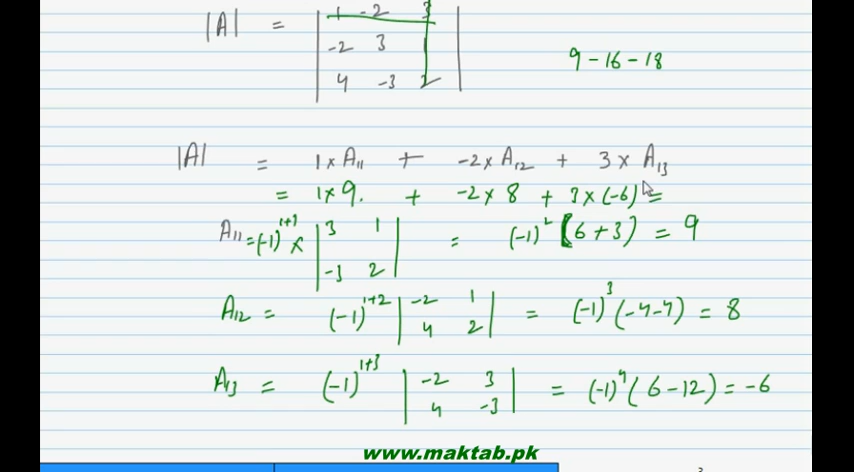 |A| = | 1 -2 3 |
| -2 3 1 |
9 - 16 - 18
| 4 -3 2 |
|A| = 1 × A₁₁ + -2 × A₁₂ + 3 × A₁₃
= 1 × 9. + -2 × 8 + 3 × (-6) =
A₁₁ = (-1)¹⁺¹ × | 3 1 | = (-1)² (6 + 3) = 9
| -3 2 |
A₁₂ = (-1)¹⁺² | -2 1 | = (-1)³ (-4 - 4) = 8
| 4 2 |
A₁₃ = (-1)¹⁺³ | -2 3 | = (-1)⁴ (6 - 12) = -6
| 4 -3 |
www.maktab.pk